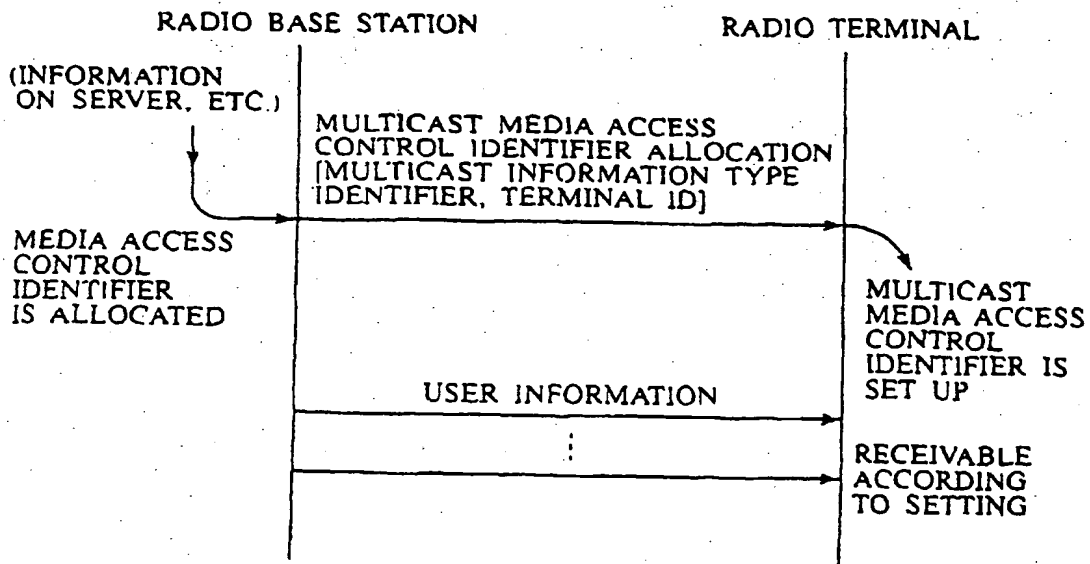 RADIO BASE STATION
RADIO TERMINAL
(INFORMATION
ON SERVER, ETC.)
MULTICAST MEDIA ACCESS
CONTROL IDENTIFIER ALLOCATION
[MULTICAST INFORMATION TYPE
IDENTIFIER, TERMINAL ID]
MEDIA ACCESS
CONTROL
IDENTIFIER
IS ALLOCATED
MULTICAST
MEDIA ACCESS
CONTROL
IDENTIFIER IS
SET UP
USER INFORMATION
RECEIVABLE
ACCORDING
TO SETTING